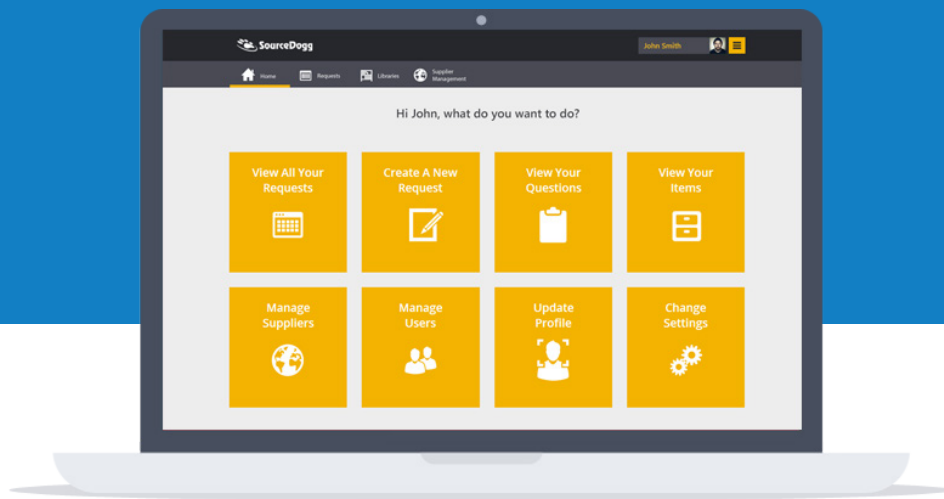 SourceDogg
John Smith
Home
Requests
Libraries
Supplier
Management
Hi John, what do you want to do?
View All Your
Requests
Create A New
Request
View Your
Questions
View Your
Items
Manage
Suppliers
Manage
Users
Update
Profile
Change
Settings